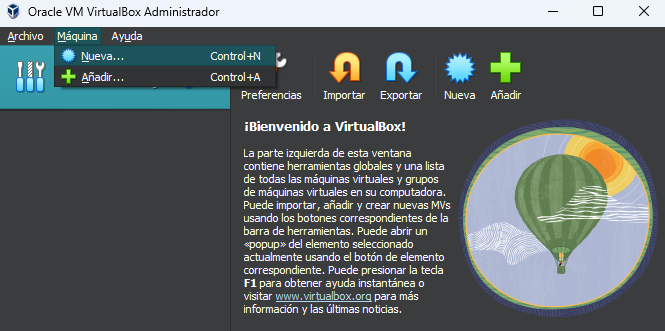 Oracle VM VirtualBox Administrador
Archivo Máquina Ayuda
Nueva... Control+N
Añadir... Control+A
Preferencias Importar Exportar Nueva Añadir
¡Bienvenido a VirtualBox!
La parte izquierda de esta ventana
contiene herramientas globales y una lista
de todas las máquinas virtuales y grupos
de máquinas virtuales en su computadora.
Puede importar, añadir y crear nuevas MVs
usando los botones correspondientes de la
barra de herramientas. Puede abrir un
«popup» del elemento seleccionado
actualmente usando el botón de elemento
correspondiente. Puede presionar la tecla
F1 para obtener ayuda instantánea o
visitar www.virtualbox.org para más
información y las últimas noticias.